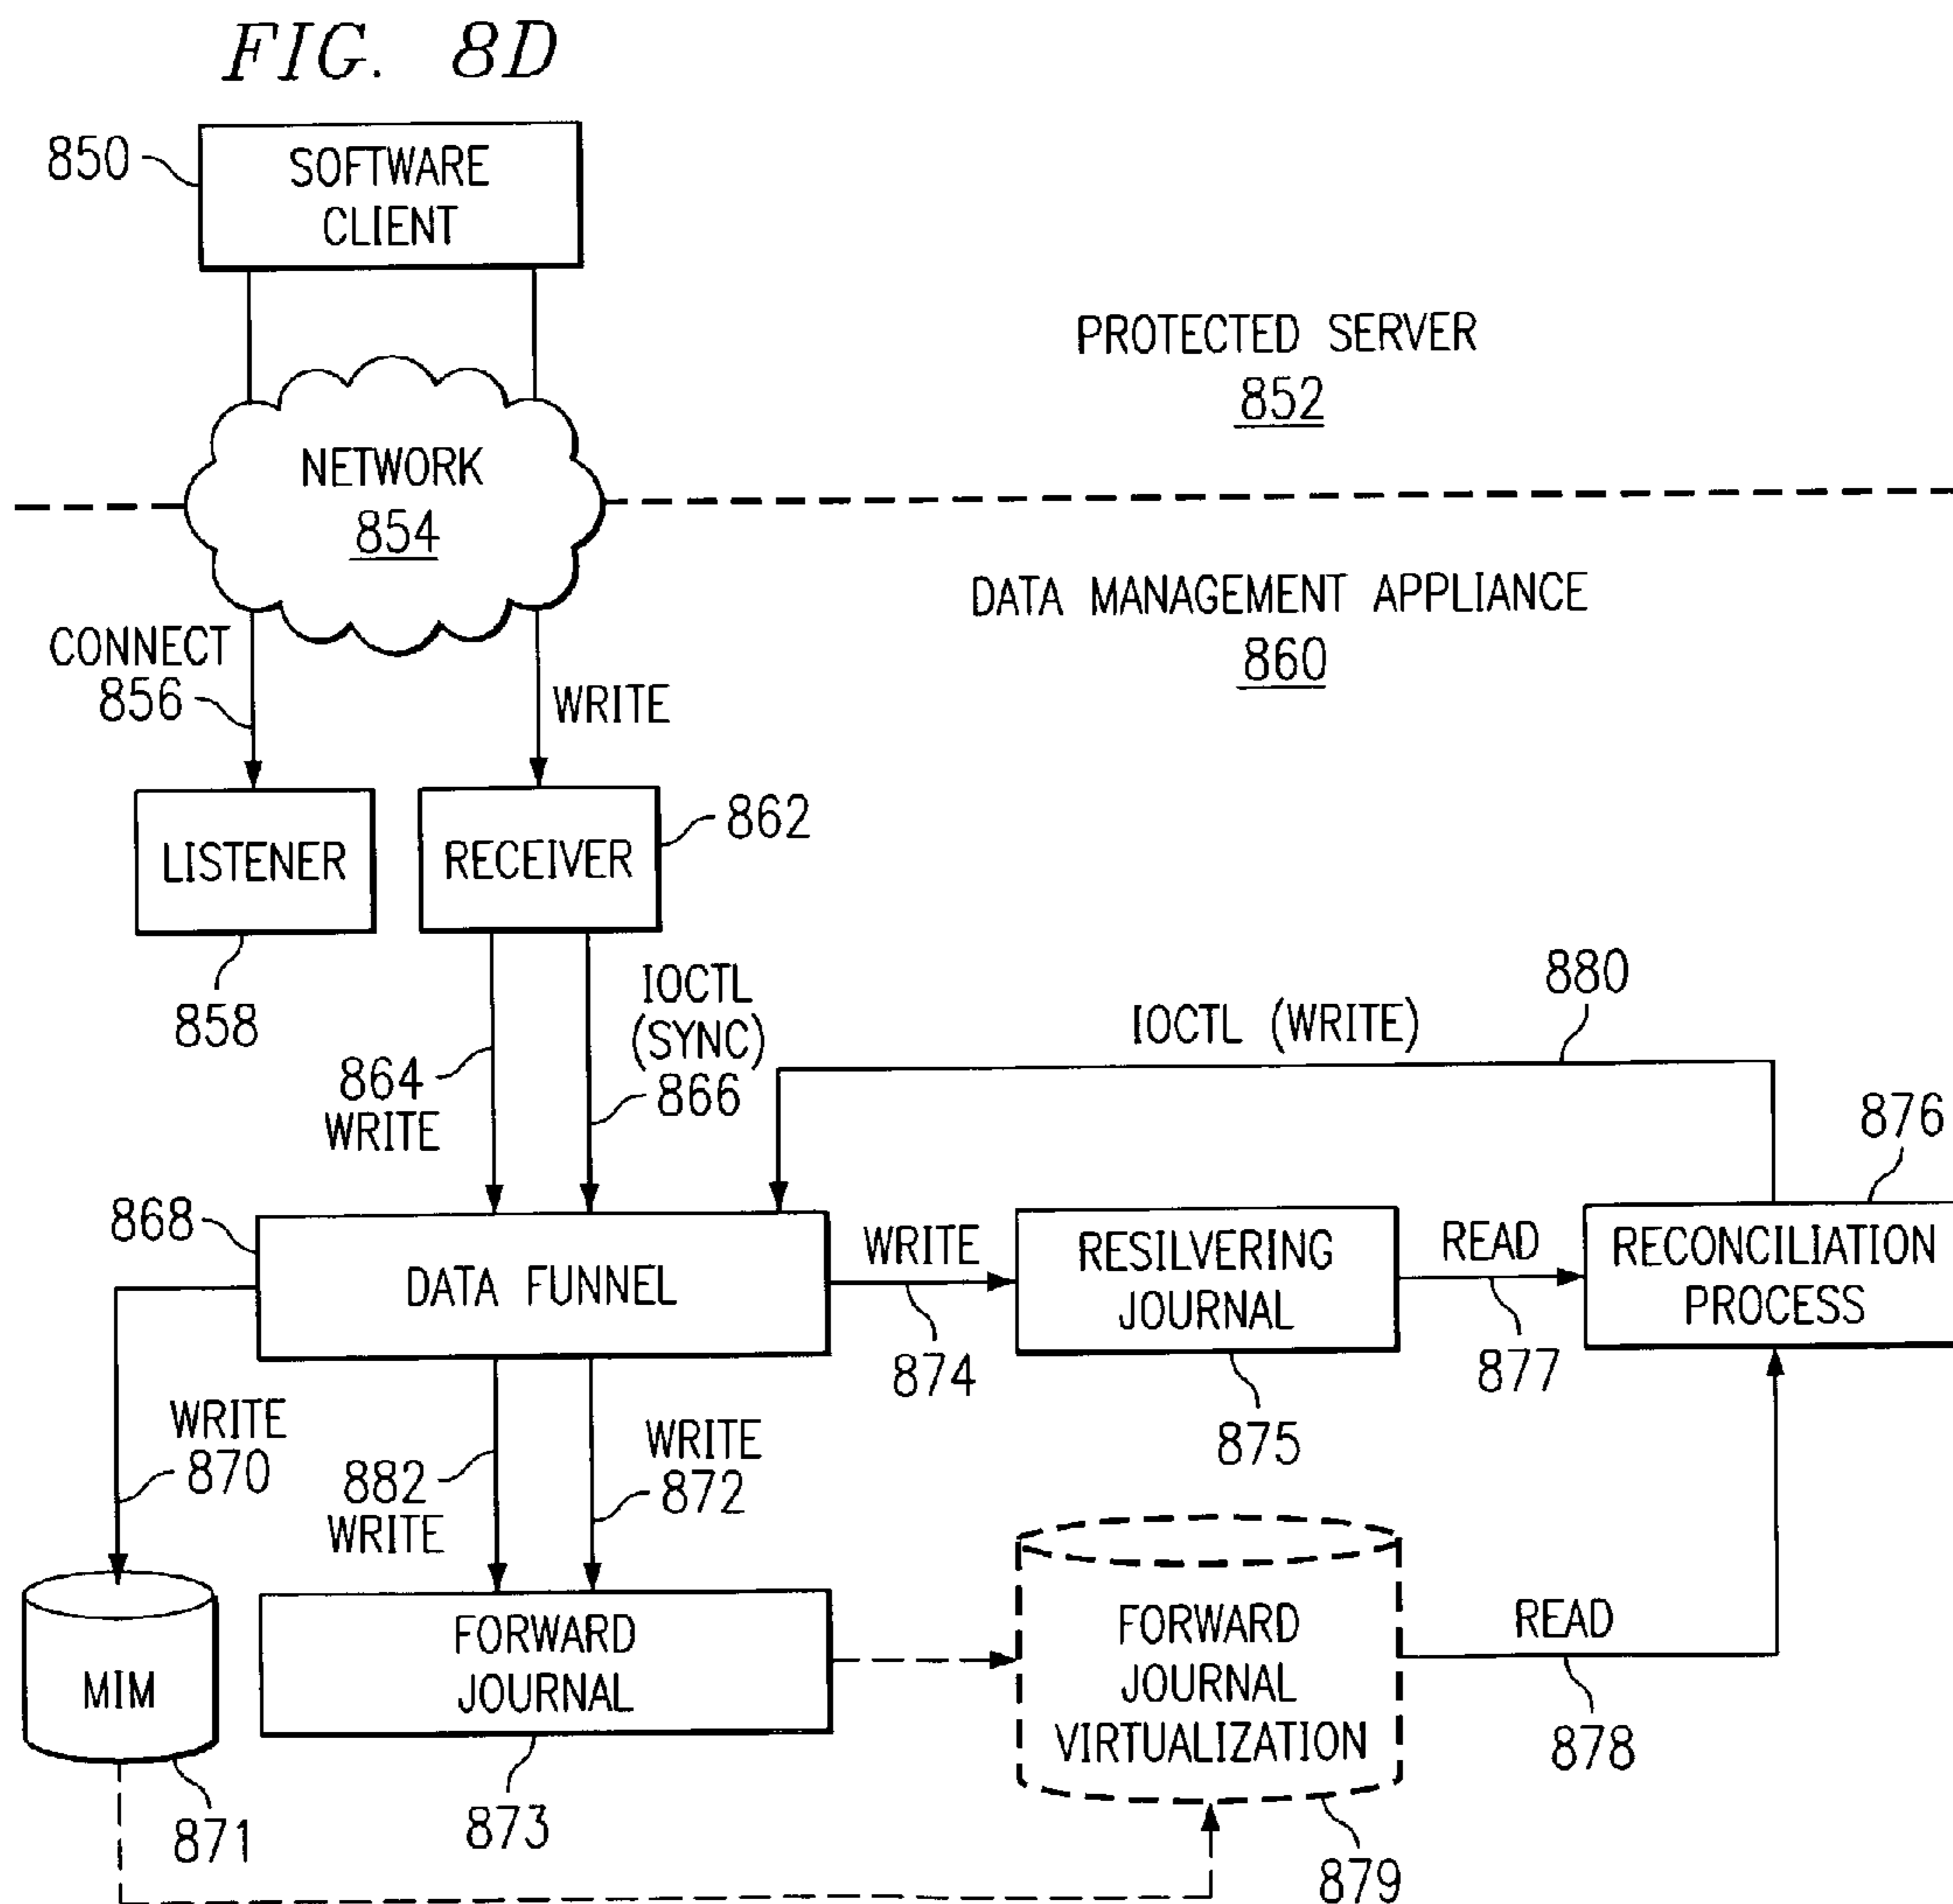 FIG. 8D
850
SOFTWARE
CLIENT
PROTECTED SERVER
852
NETWORK
854
DATA MANAGEMENT APPLIANCE
860
CONNECT
856
WRITE
LISTENER
858
RECEIVER
862
864
WRITE
IOCTL
(SYNC)
866
IOCTL (WRITE)
880
876
868
DATA FUNNEL
WRITE
874
RESILVERING
JOURNAL
875
READ
877
RECONCILIATION
PROCESS
WRITE
870
882
WRITE
WRITE
872
MIM
871
FORWARD
JOURNAL
873
FORWARD
JOURNAL
VIRTUALIZATION
879
READ
878